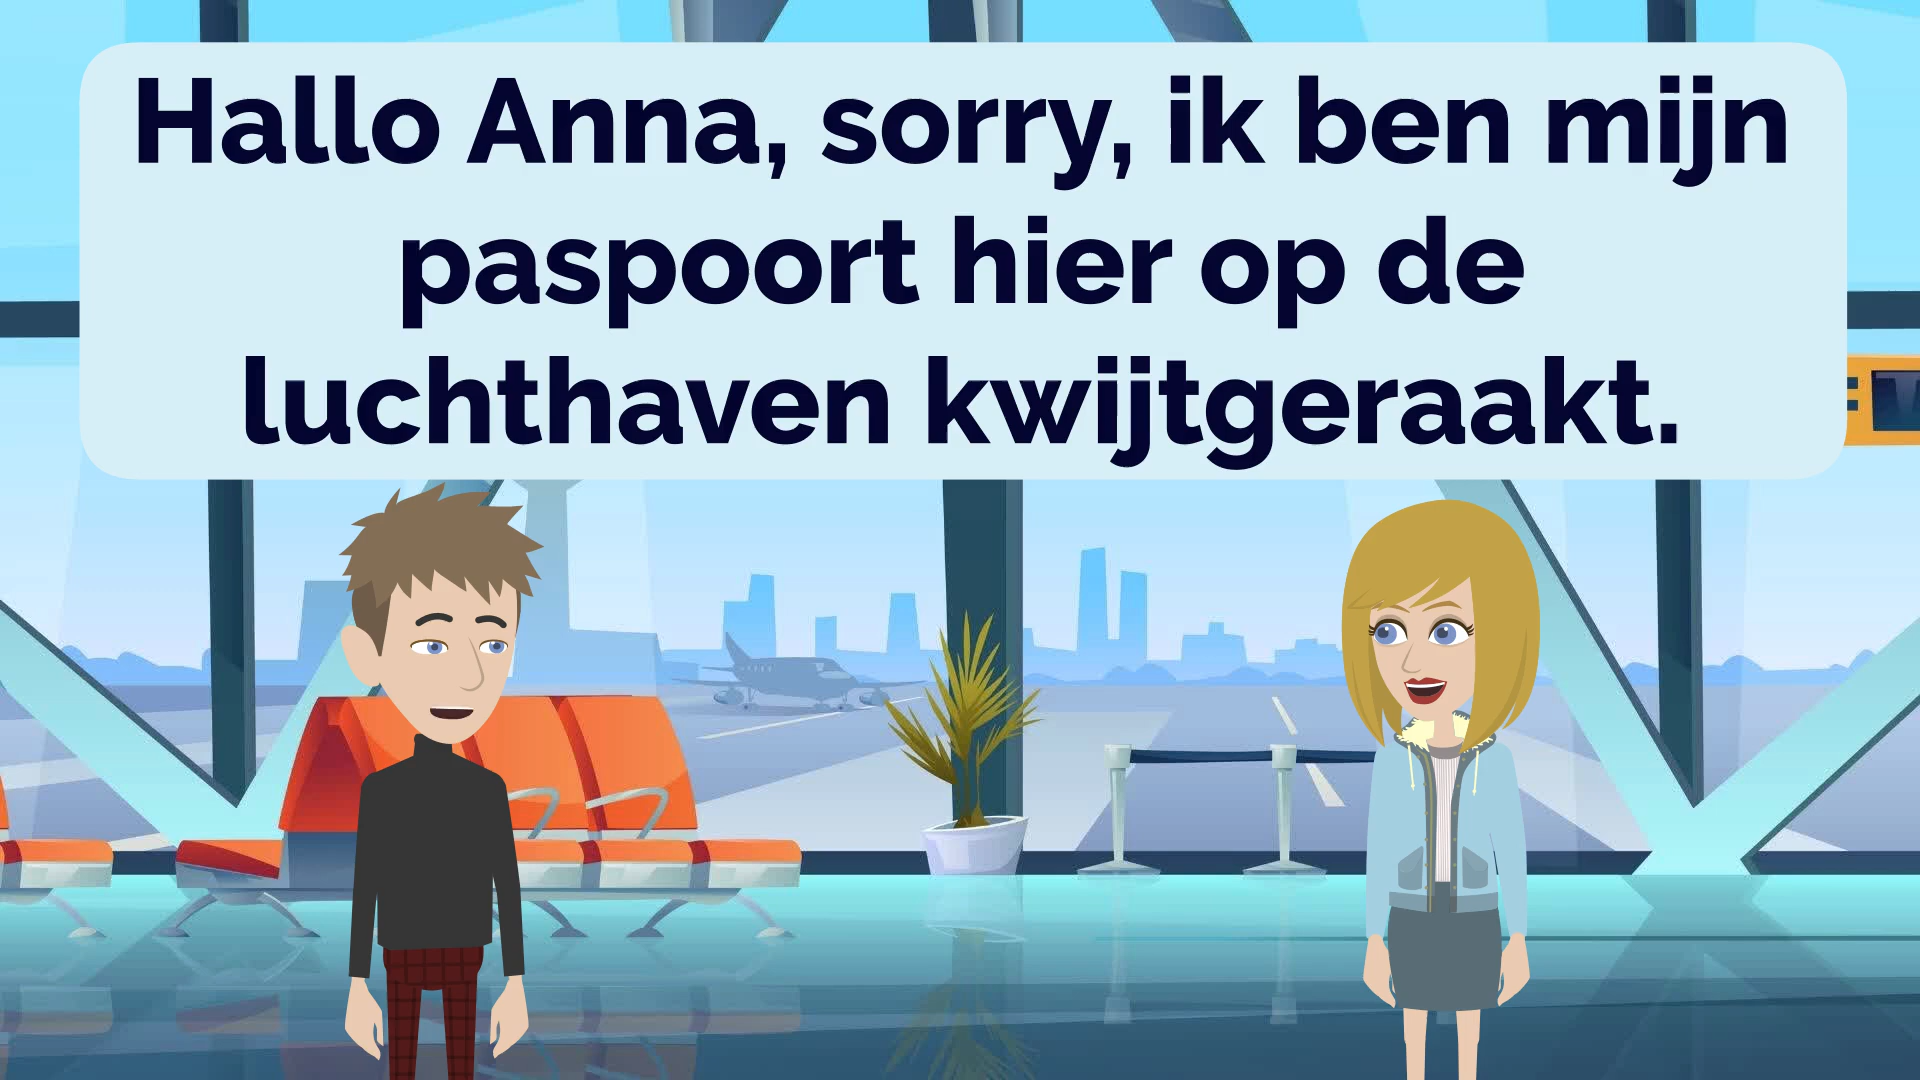 Hallo Anna, sorry, ik ben mijn
paspoort hier op de
luchthaven kwijtgeraakt.